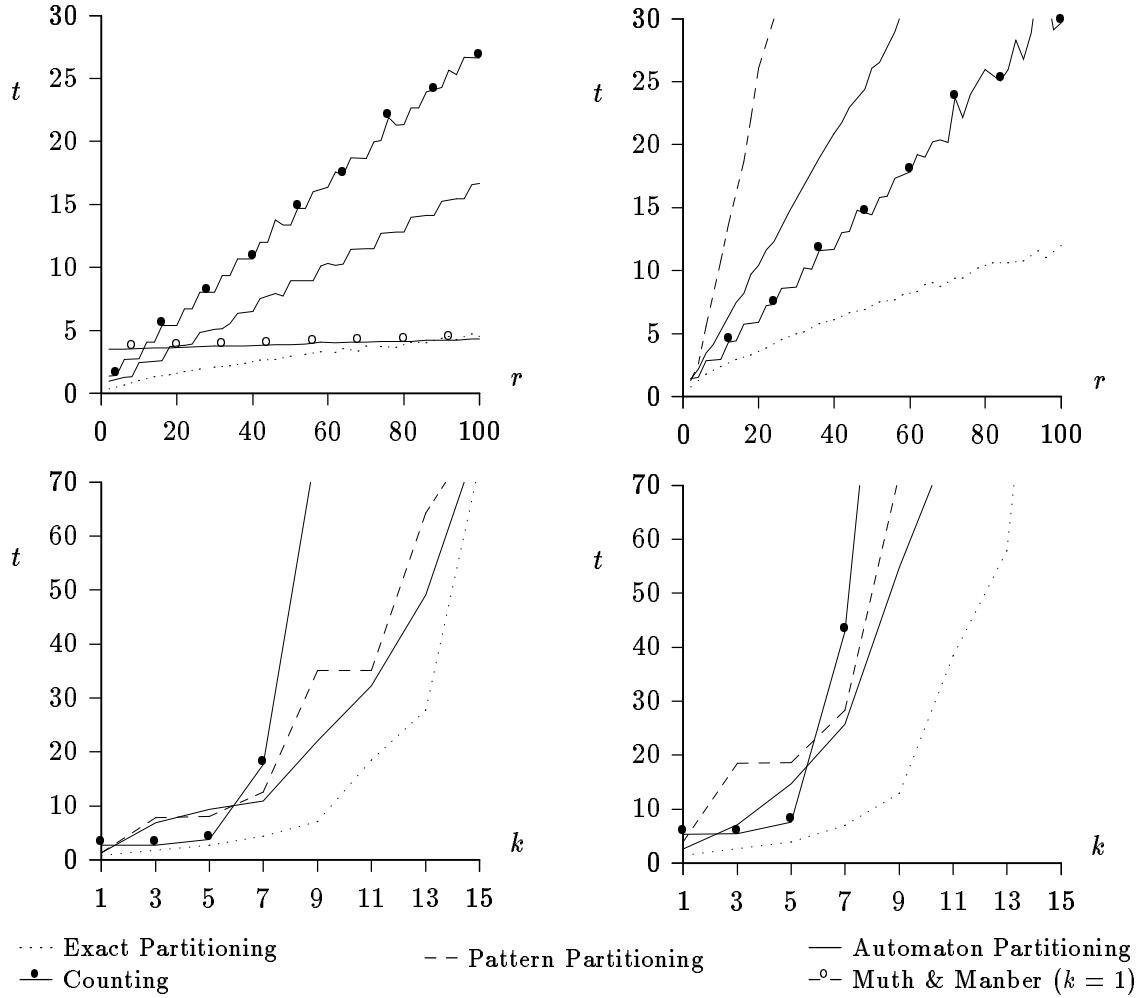 30
25
20
15
10
5
0
t
0 20 40 60 80 100
r
30
25
20
15
10
5
0
t
0 20 40 60 80 100
r
70
60
50
40
30
20
10
0
t
1 3 5 7 9 11 13 15
k
70
60
50
40
30
20
10
0
t
1 3 5 7 9 11 13 15
k
Exact Partitioning
Counting
Pattern Partitioning
Automaton Partitioning
Muth & Manber (k = 1)